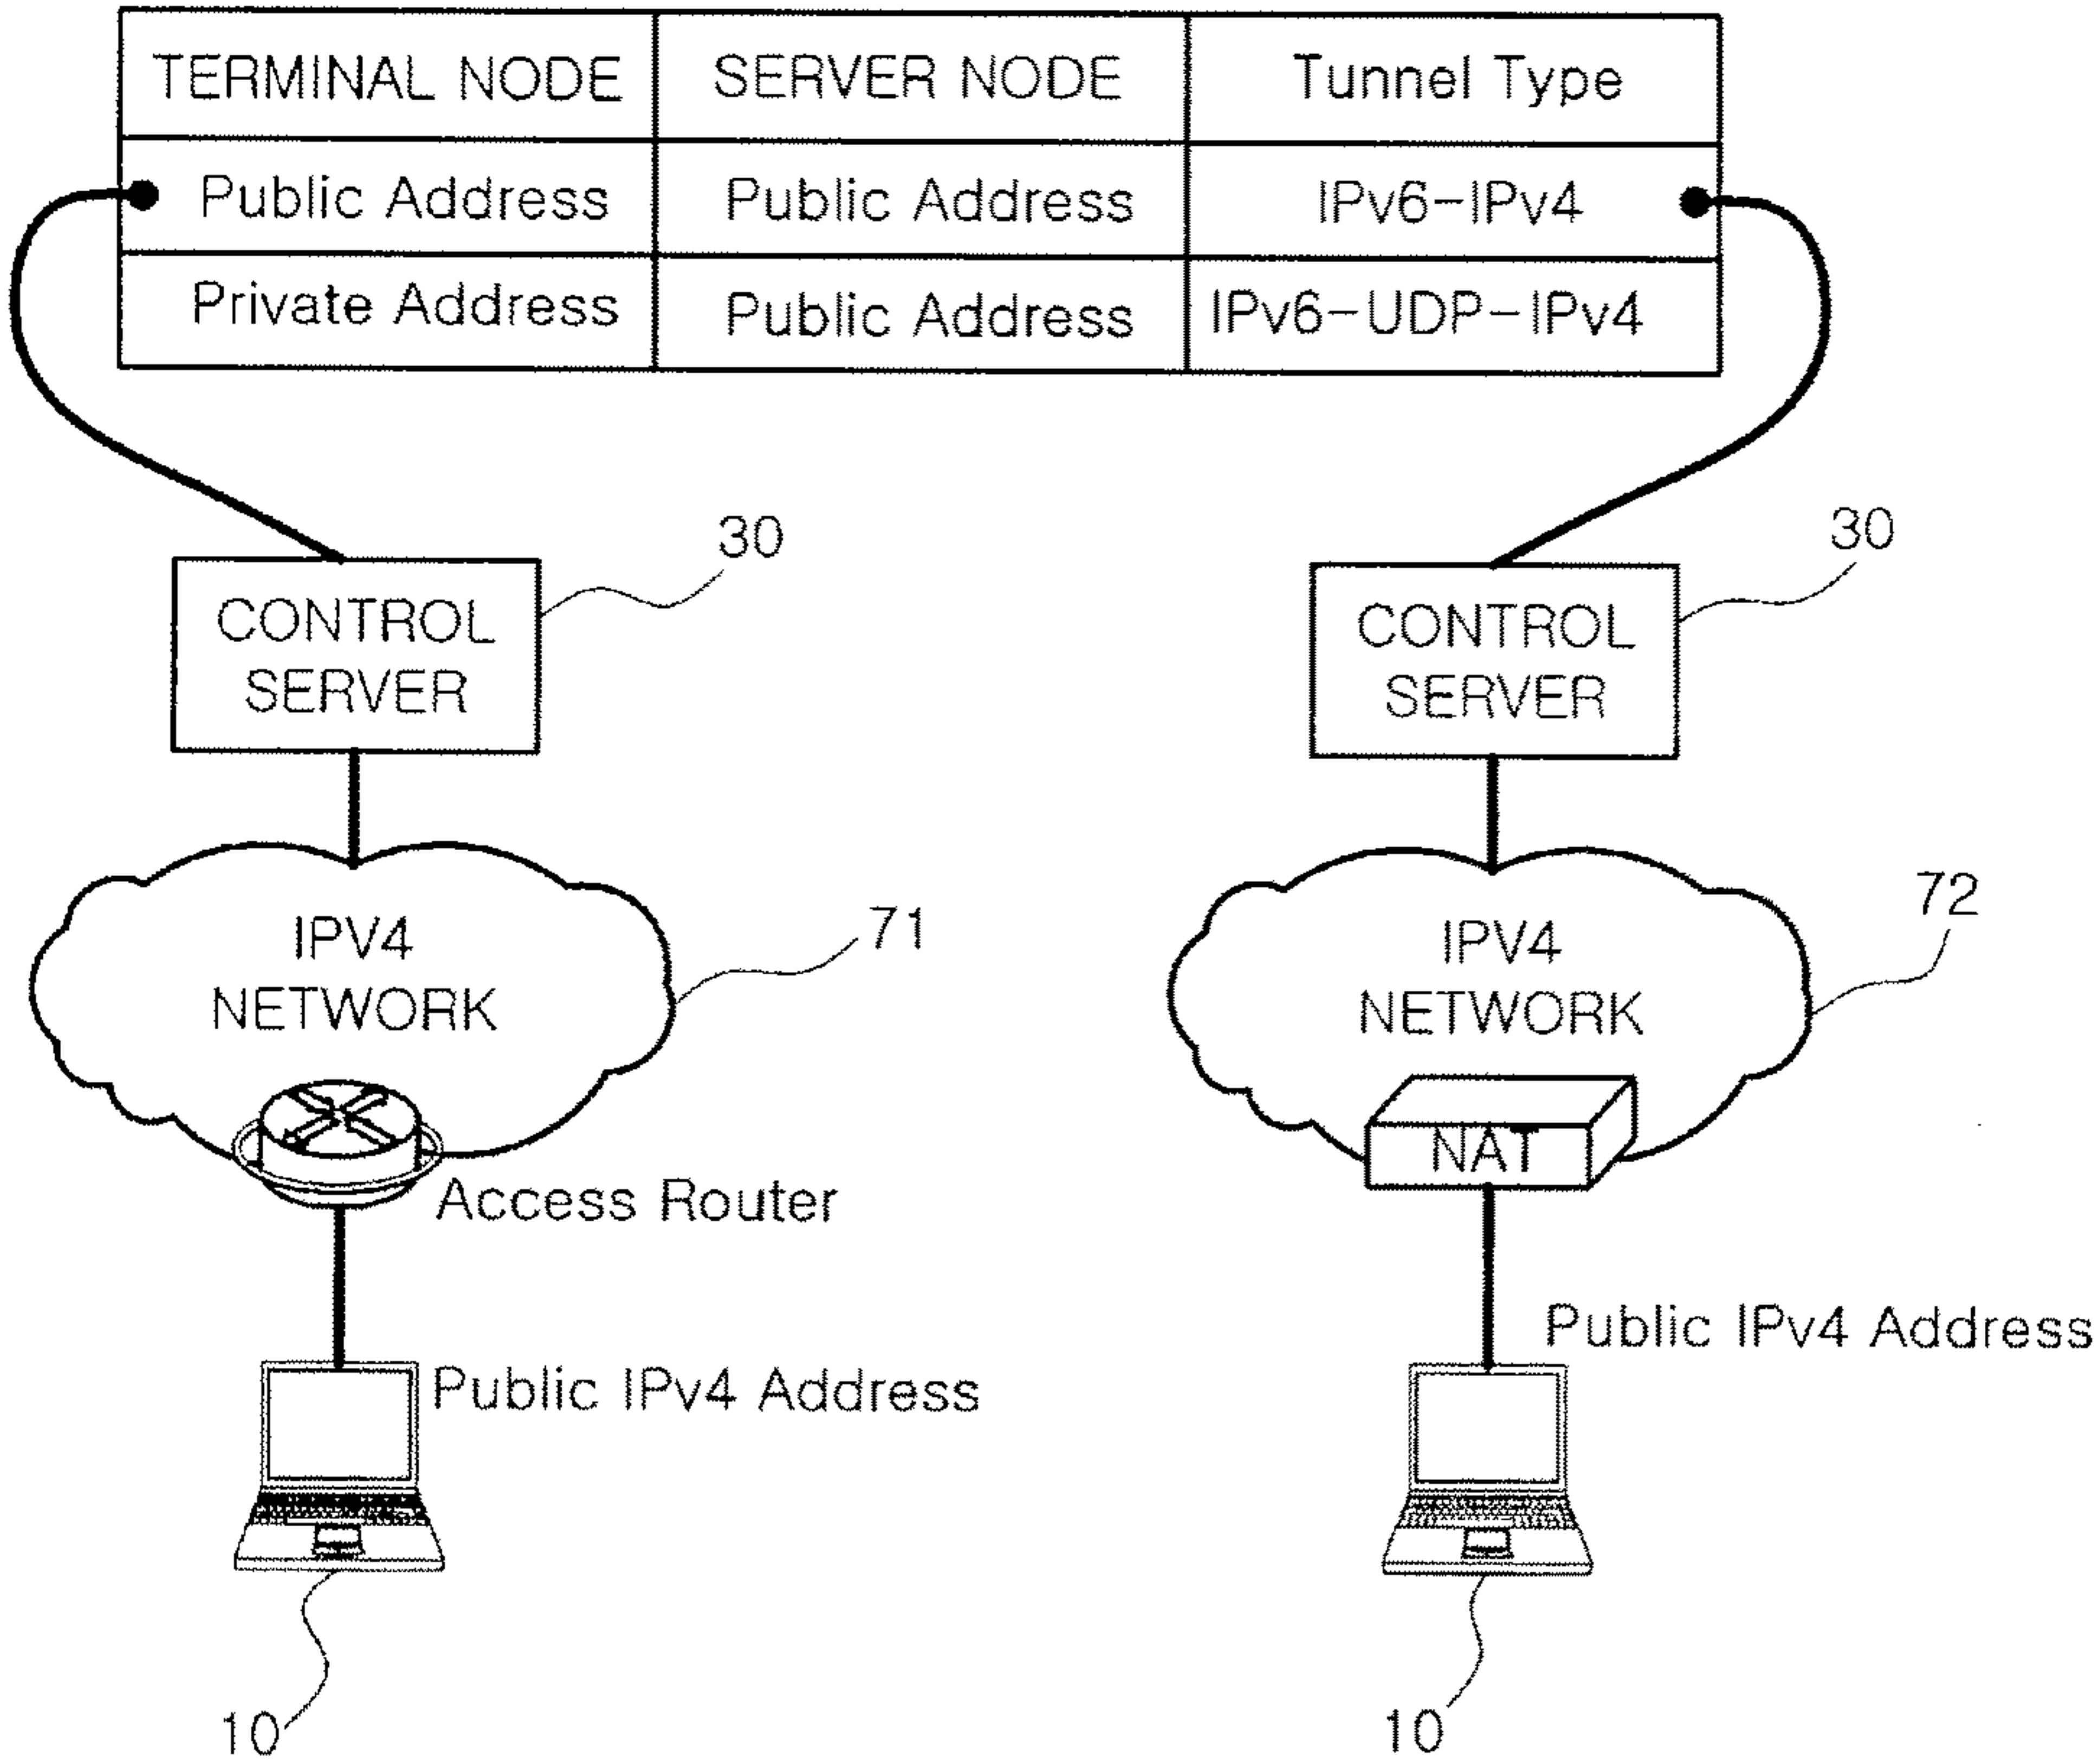 TERMINAL NODE SERVER NODE Tunnel Type
Public Address Public Address IPv6-IPv4
Private Address Public Address IPv6-UDP-IPv4
30
30
CONTROL
SERVER
CONTROL
SERVER
71
72
IPV4
NETWORK
IPV4
NETWORK
NAT
Access Router
Public IPv4 Address
Public IPv4 Address
10
10